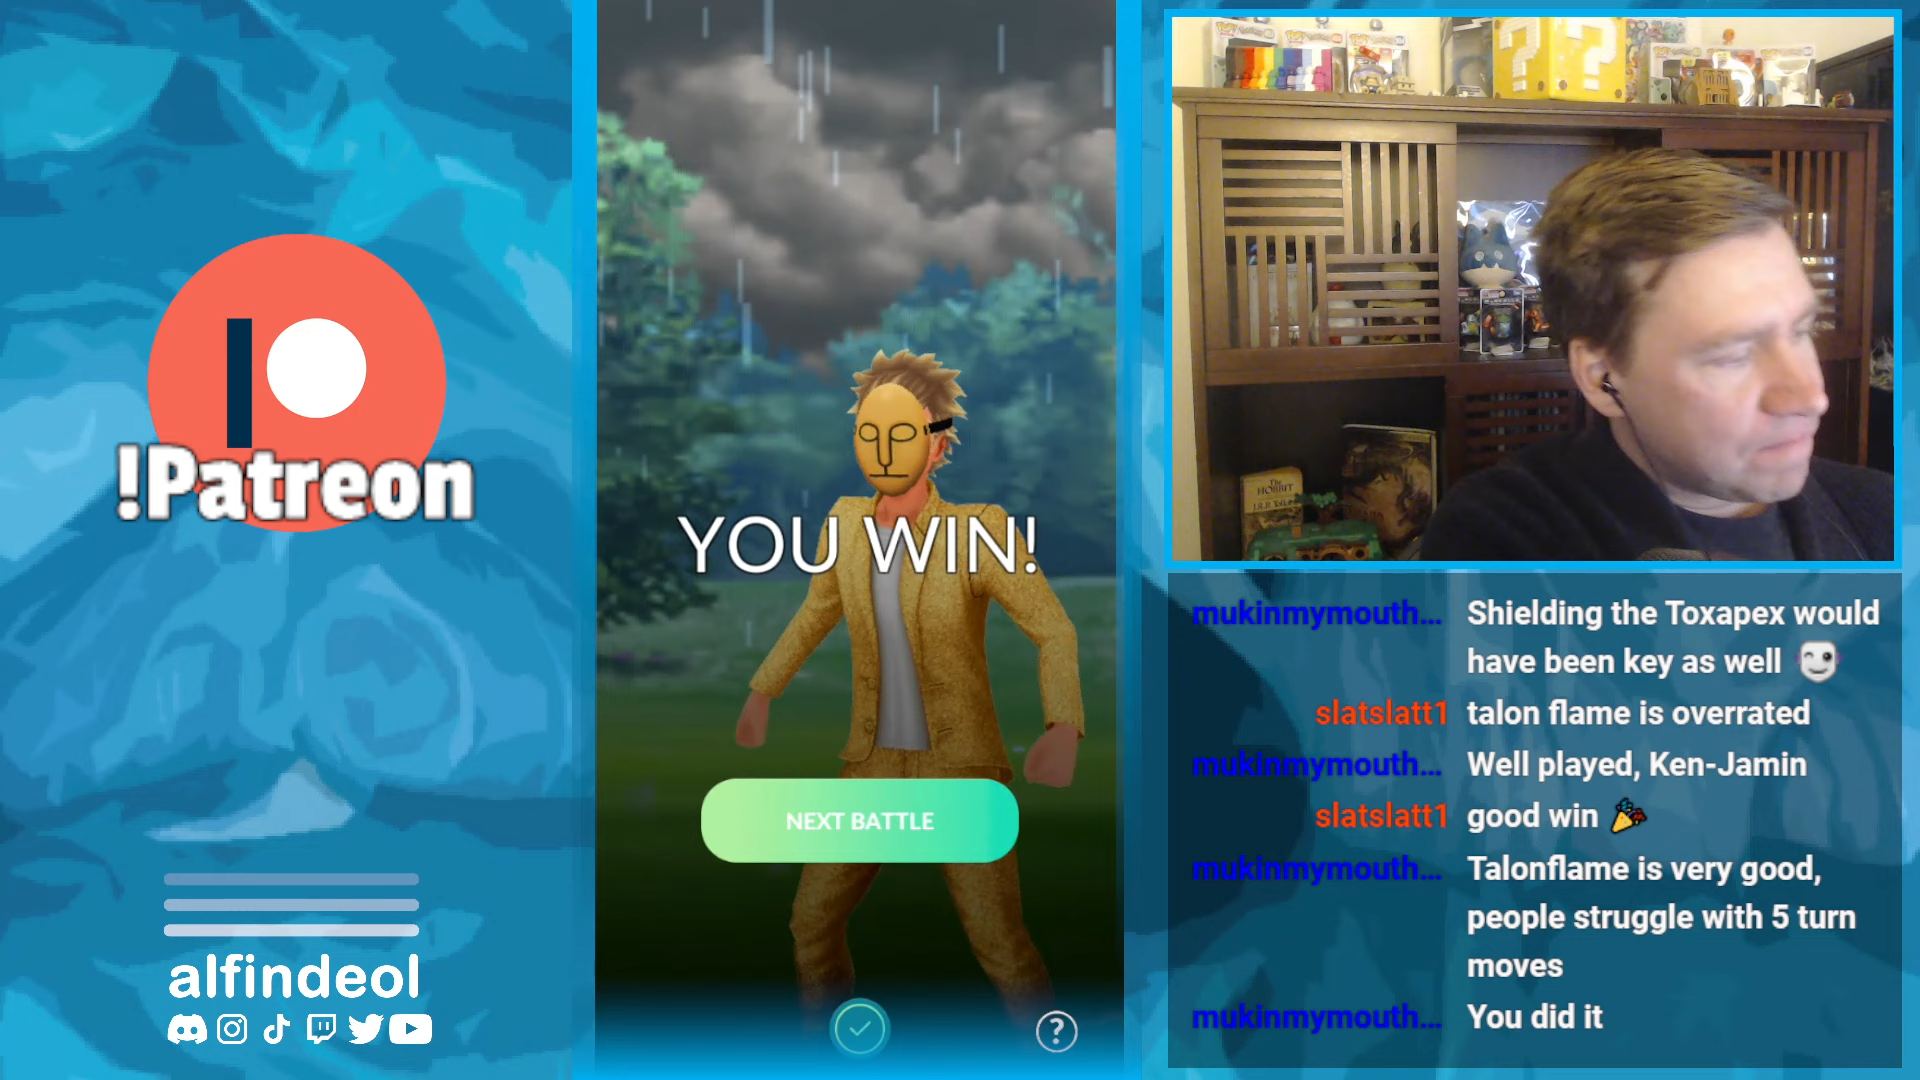 !Patreon
alfindeol
YOU WIN!
NEXT BATTLE
?
The
HOBBIT
mukinmymouth... Shielding the Toxapex would
have been key as well
slatslatt1 talon flame is overrated
mukinmymouth... Well played, Ken-Jamin
slatslatt1 good win
mukinmymouth... Talonflame is very good,
people struggle with 5 turn
moves
mukinmymouth... You did it